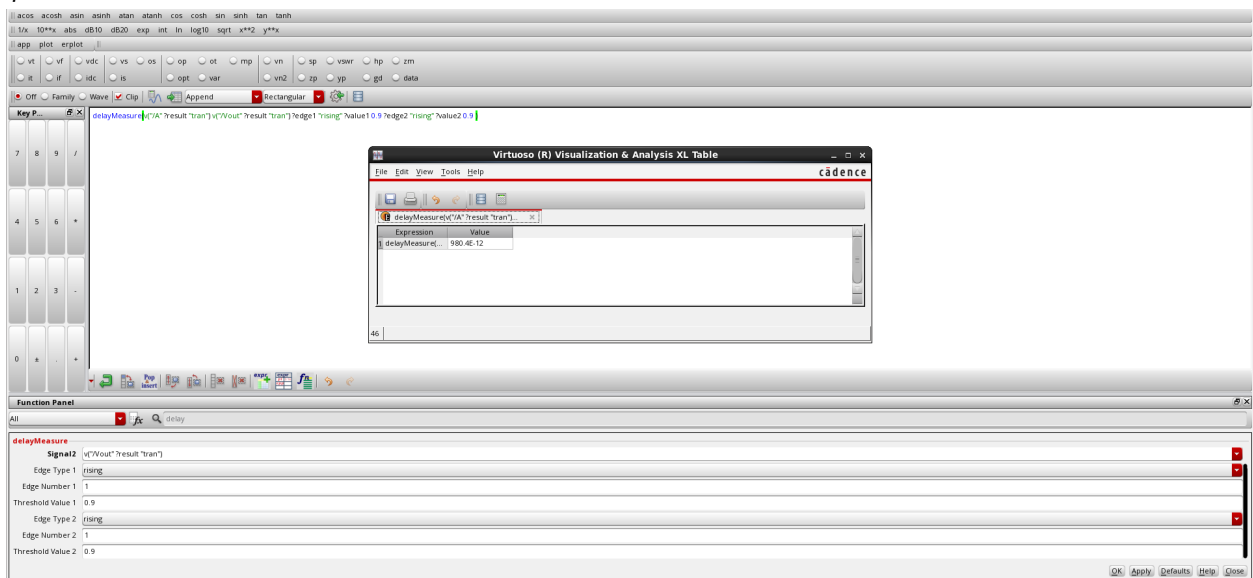 acos acosh asin asinh atan atanh cos cosh sin sinh tan tanh
1/x 10**x abs dB10 dB20 exp int ln log10 sqrt x**2 y**x
app plot erplot
vt vf vdc vs os op ot mp vn sp vswr hp zm
it if idc is opt var vn2 zp yp gd data
Off Family Wave Clip Append Rectangular
Key P...
delayMeasure(v("/A" ?result "tran") v("/Vout" ?result "tran") ?edge1 "rising" ?value1 0.9 ?edge2 "rising" ?value2 0.9 )
7 8 9 /
4 5 6 *
1 2 3 -
0 ± . +
Virtuoso (R) Visualization & Analysis XL Table
File Edit View Tools Help
cādence
delayMeasure(v("/A" ?result "tran")...
Expression Value
1 delayMeasure(... 980.4E-12
46
Pop
insert
expr
expr
fn
Function Panel
All fx delay
delayMeasure
Signal2 v("/Vout" ?result "tran")
Edge Type 1 rising
Edge Number 1 1
Threshold Value 1 0.9
Edge Type 2 rising
Edge Number 2 1
Threshold Value 2 0.9
OK Apply Defaults Help Close